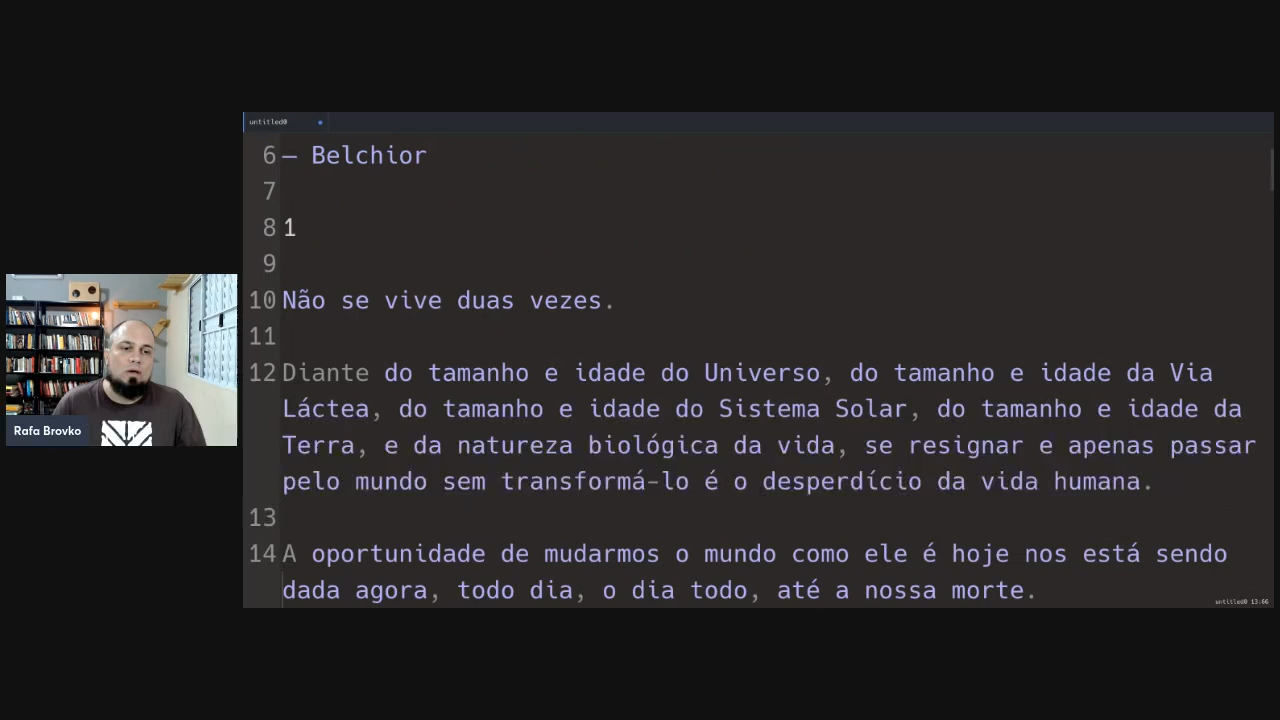 untitled0
6 — Belchior
7
8 1
9
10 Não se vive duas vezes.
11
12 Diante do tamanho e idade do Universo, do tamanho e idade da Via
Láctea, do tamanho e idade do Sistema Solar, do tamanho e idade da
Terra, e da natureza biológica da vida, se resignar e apenas passar
pelo mundo sem transformá-lo é o desperdício da vida humana.
13
14 A oportunidade de mudarmos o mundo como ele é hoje nos está sendo
dada agora, todo dia, o dia todo, até a nossa morte.
Rafa Brovko
untitled0 13:66